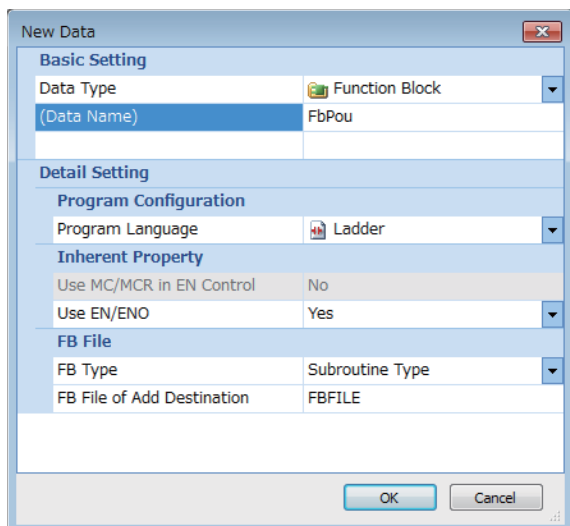 New Data
Basic Setting
Data Type Function Block
(Data Name) FbPou
Detail Setting
Program Configuration
Program Language Ladder
Inherent Property
Use MC/MCR in EN Control No
Use EN/ENO Yes
FB File
FB Type Subroutine Type
FB File of Add Destination FBFILE
OK Cancel